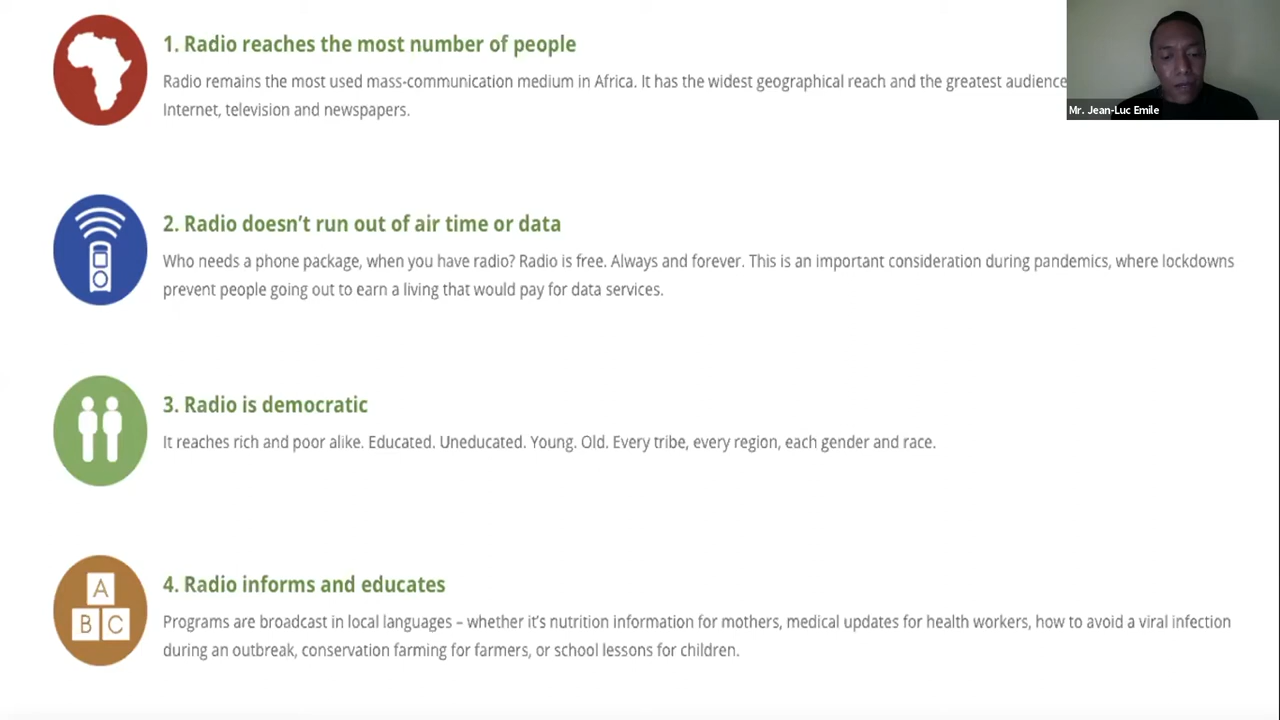 1. Radio reaches the most number of people
Radio remains the most used mass-communication medium in Africa. It has the widest geographical reach and the greatest audience
Internet, television and newspapers.
Mr. Jean-Luc Emile
2. Radio doesn’t run out of air time or data
Who needs a phone package, when you have radio? Radio is free. Always and forever. This is an important consideration during pandemics, where lockdowns
prevent people going out to earn a living that would pay for data services.
3. Radio is democratic
It reaches rich and poor alike. Educated. Uneducated. Young. Old. Every tribe, every region, each gender and race.
A
B C
4. Radio informs and educates
Programs are broadcast in local languages – whether it’s nutrition information for mothers, medical updates for health workers, how to avoid a viral infection
during an outbreak, conservation farming for farmers, or school lessons for children.